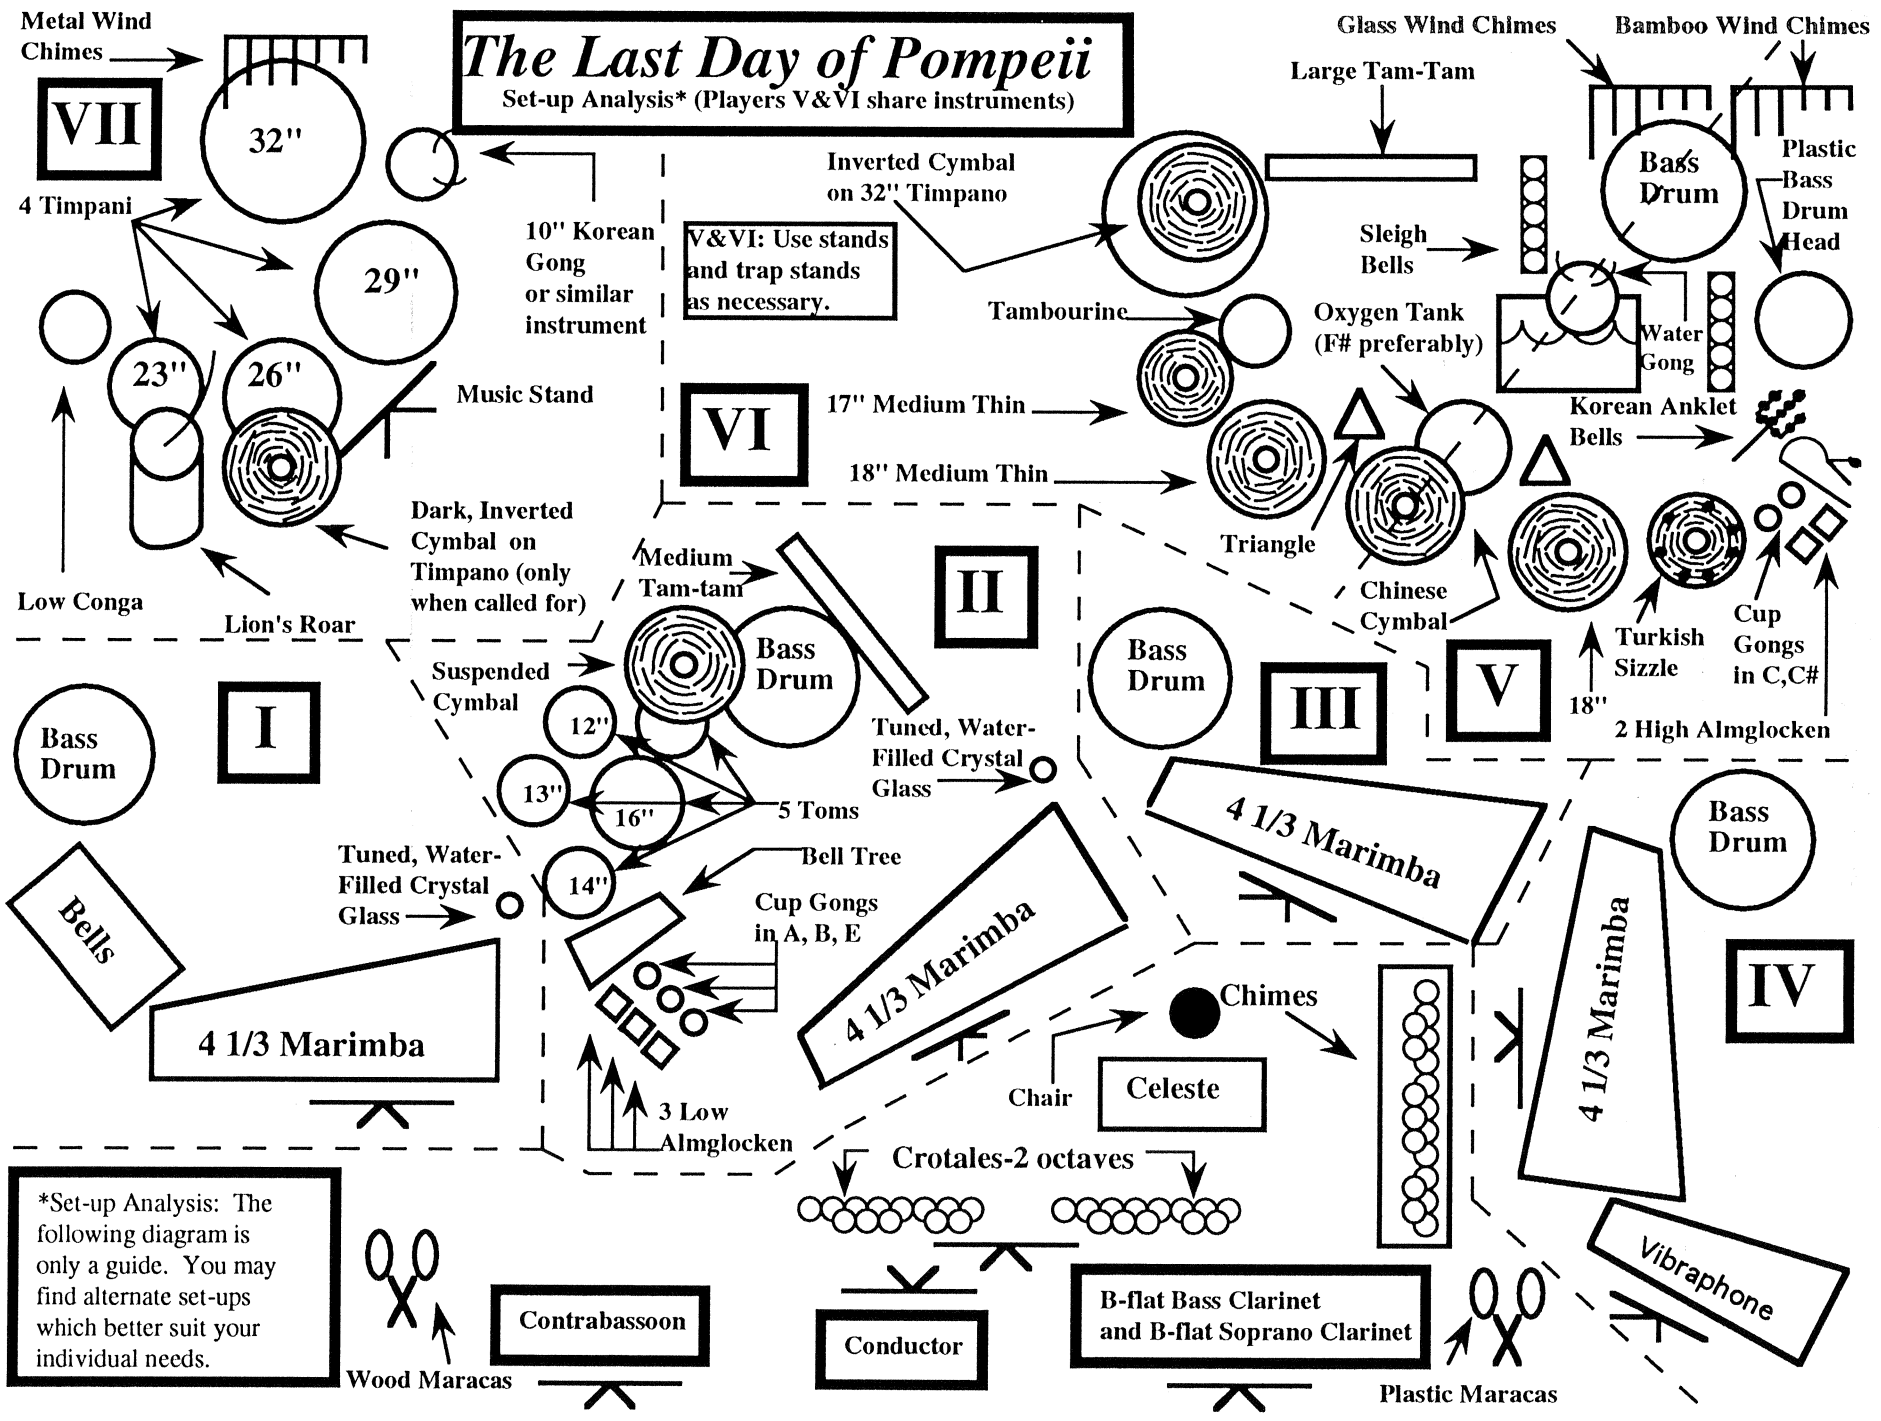 The Last Day of Pompeii
Set-up Analysis* (Players V&VI share instruments)
Metal Wind
Chimes
VII
32"
4 Timpani
29"
23"
26"
10" Korean
Gong
or similar
instrument
Music Stand
Low Conga
Lion's Roar
Dark, Inverted
Cymbal on
Timpano (only
when called for)
Glass Wind Chimes
Bamboo Wind Chimes
Large Tam-Tam
Inverted Cymbal
on 32" Timpano
V&VI: Use stands
and trap stands
as necessary.
Bass
Drum
Plastic
Bass
Drum
Head
Sleigh
Bells
Tambourine
Oxygen Tank
(F# preferably)
Water
Gong
VI
17" Medium Thin
18" Medium Thin
Korean Anklet
Bells
Triangle
Chinese
Cymbal
V
18"
Turkish
Sizzle
Cup
Gongs
in C,C#
2 High Almglocken
Medium
Tam-tam
II
Suspended
Cymbal
Bass
Drum
12"
13"
16"
14"
5 Toms
Tuned, Water-
Filled Crystal
Glass
Bell Tree
Cup Gongs
in A, B, E
4 1/3 Marimba
3 Low
Almglocken
I
Bass
Drum
Bells
Tuned, Water-
Filled Crystal
Glass
4 1/3 Marimba
Bass
Drum
III
4 1/3 Marimba
Bass
Drum
IV
4 1/3 Marimba
Vibraphone
Chimes
Chair
Celeste
Crotales-2 octaves
*Set-up Analysis: The
following diagram is
only a guide. You may
find alternate set-ups
which better suit your
individual needs.
Wood Maracas
Contrabassoon
Conductor
B-flat Bass Clarinet
and B-flat Soprano Clarinet
Plastic Maracas